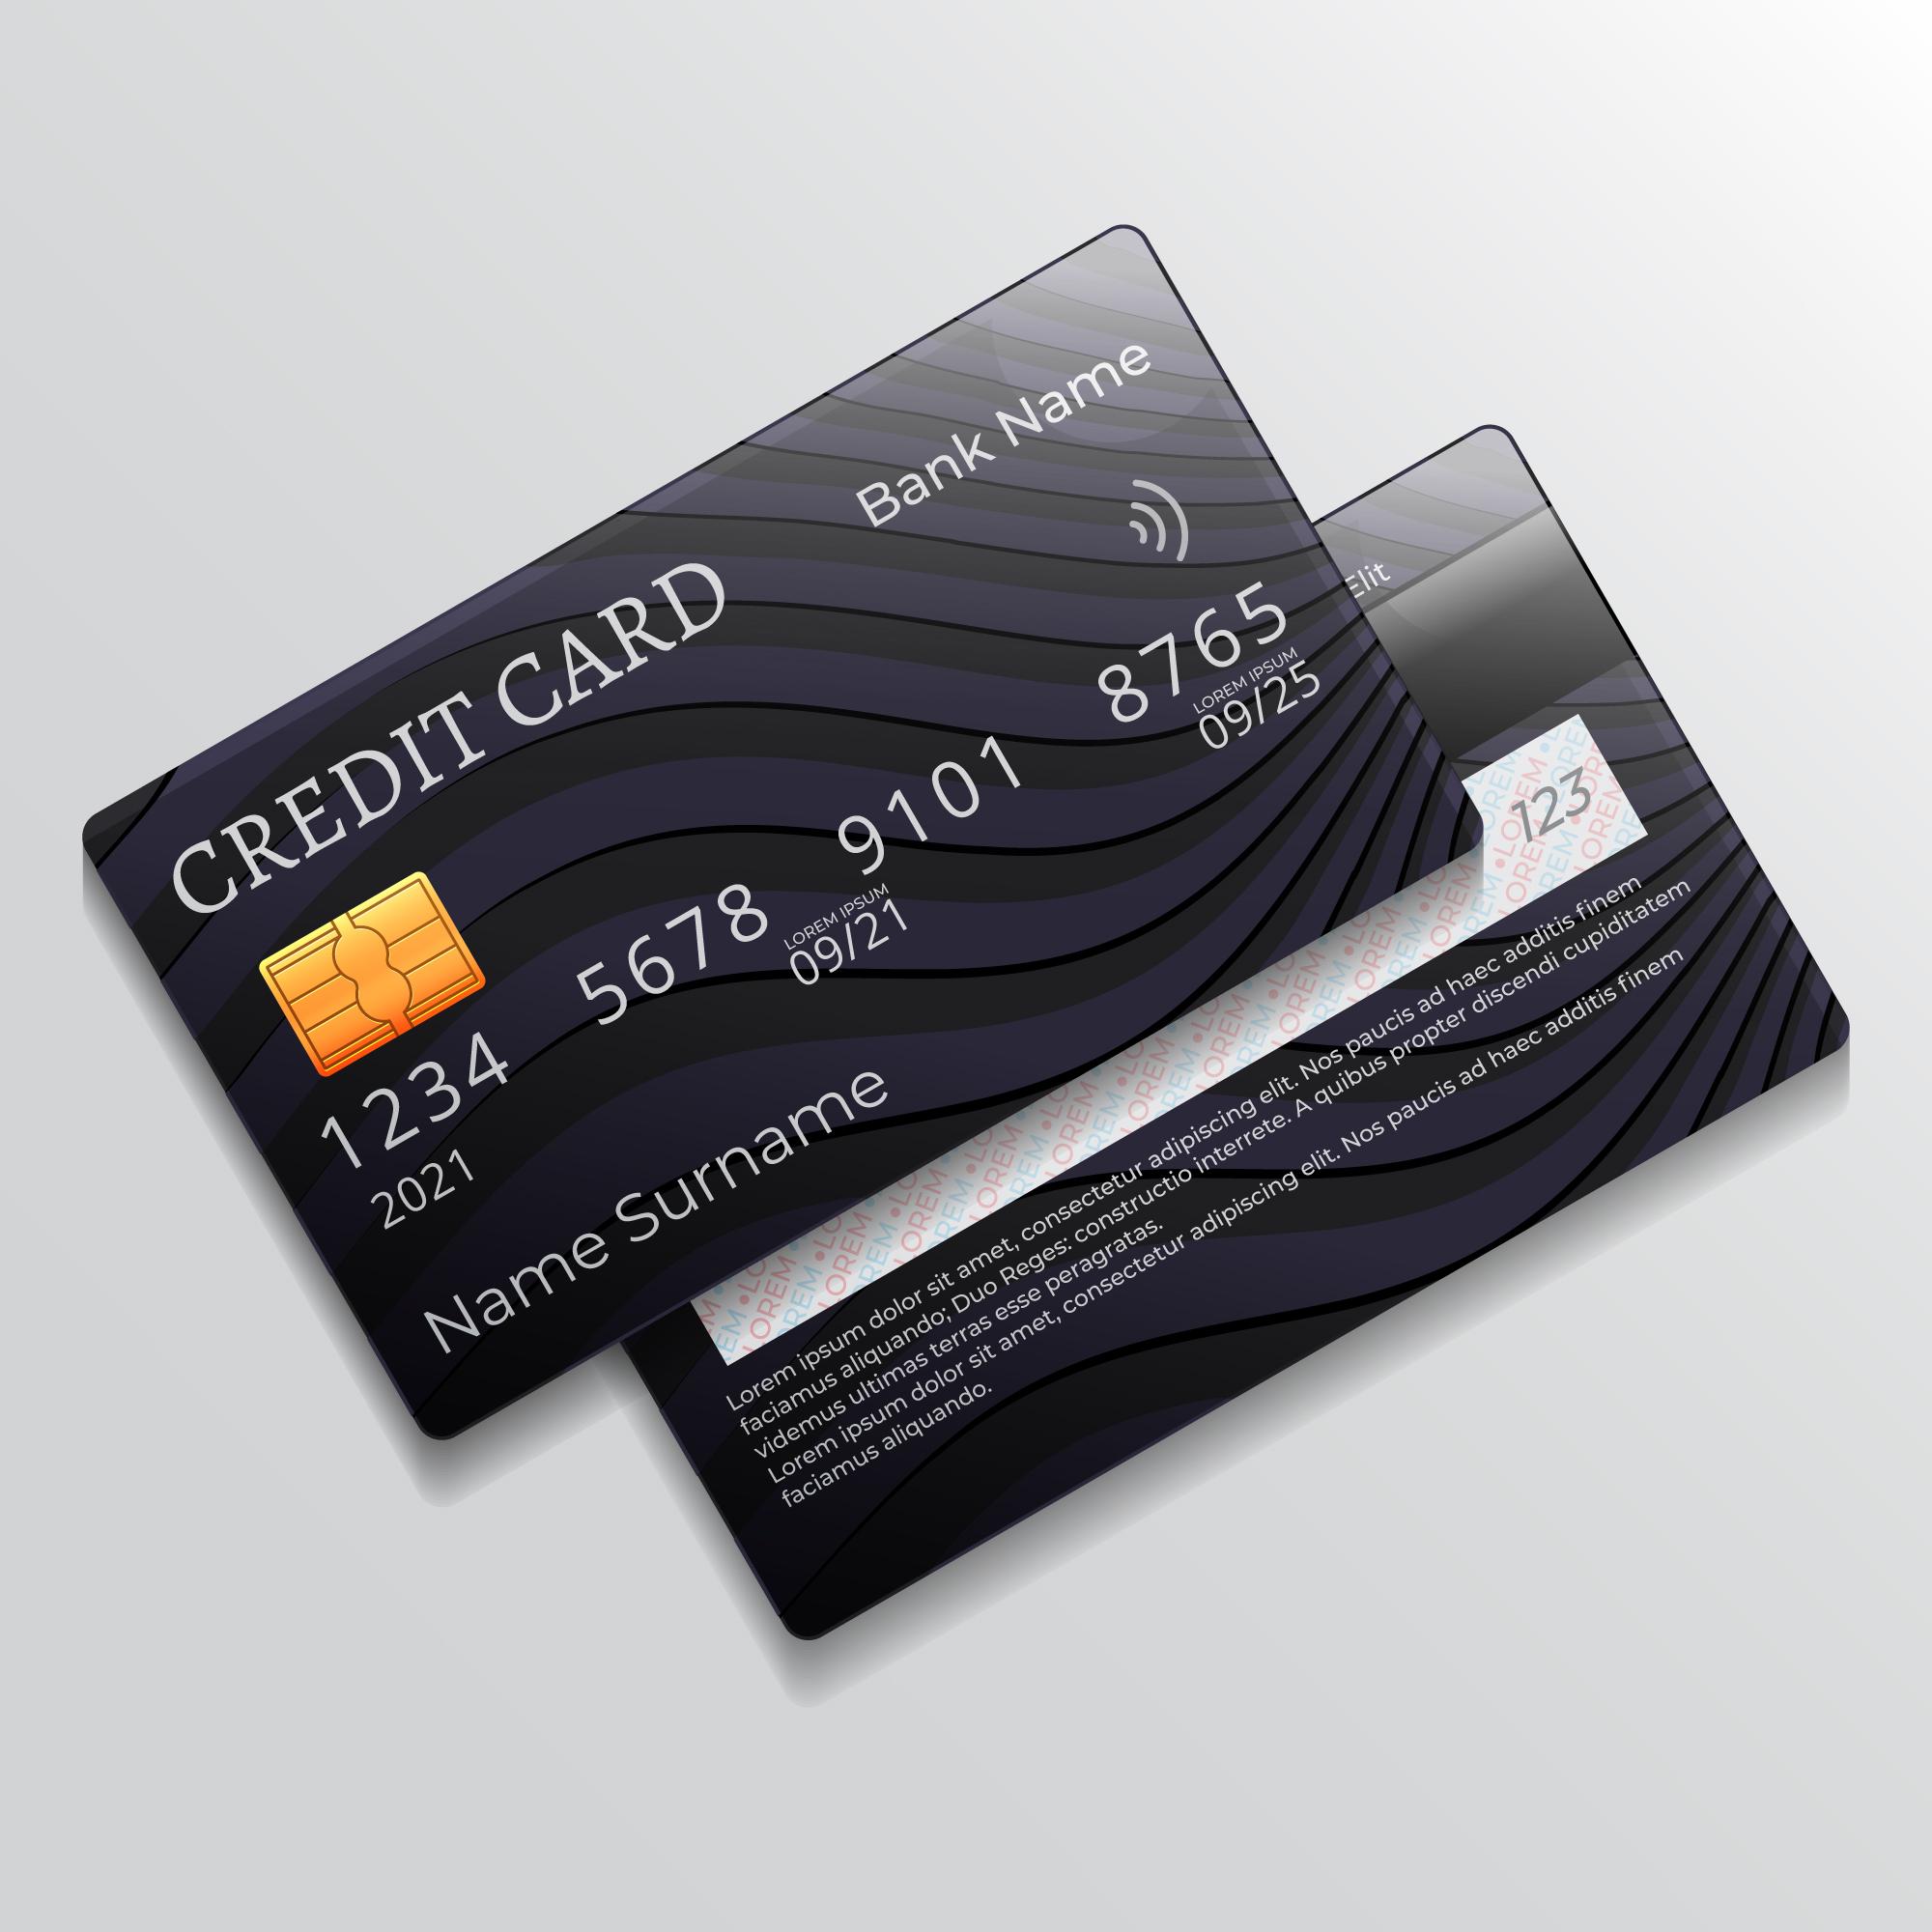 Bank Name
CREDIT CARD
1234 5678 9101 8765
2021
LOREM IPSUM
09/21
LOREM IPSUM
09/25
Name Surname
Elit
123
LOREM LOREM LOREM
Lorem ipsum dolor sit amet, consectetur adipiscing elit. Nos paucis ad haec additis finem
faciamus aliquando; Duo Reges: constructio interrete. A quibus propter discendi cupiditatem
videmus ultimas terras esse peragratas.
Lorem ipsum dolor sit amet, consectetur adipiscing elit. Nos paucis ad haec additis finem
faciamus aliquando.